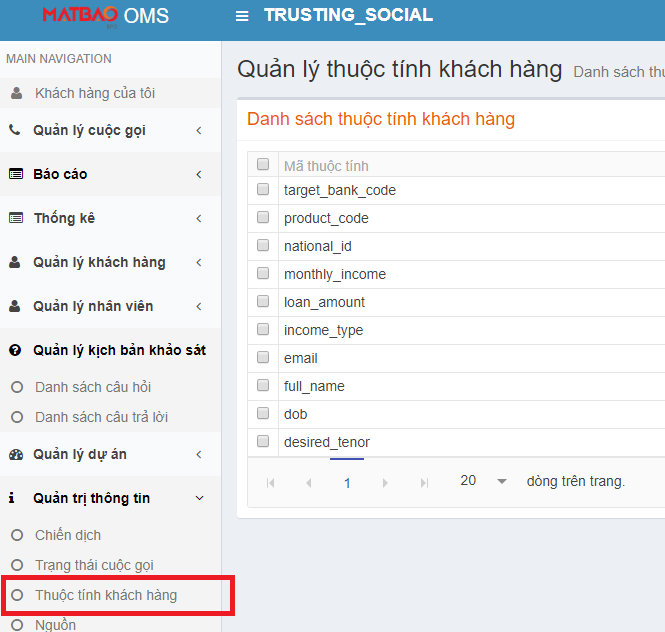 MATBAO OMS
TRUSTING_SOCIAL
MAIN NAVIGATION
Khách hàng của tôi
Quản lý cuộc gọi
Báo cáo
Thống kê
Quản lý khách hàng
Quản lý nhân viên
Quản lý kịch bản khảo sát
Danh sách câu hỏi
Danh sách câu trả lời
Quản lý dự án
Quản trị thông tin
Chiến dịch
Trạng thái cuộc gọi
Thuộc tính khách hàng
Nguồn
Quản lý thuộc tính khách hàng Danh sách
Danh sách thuộc tính khách hàng
Mã thuộc tính
target_bank_code
product_code
national_id
monthly_income
loan_amount
income_type
email
full_name
dob
desired_tenor
1 20 dòng trên trang.